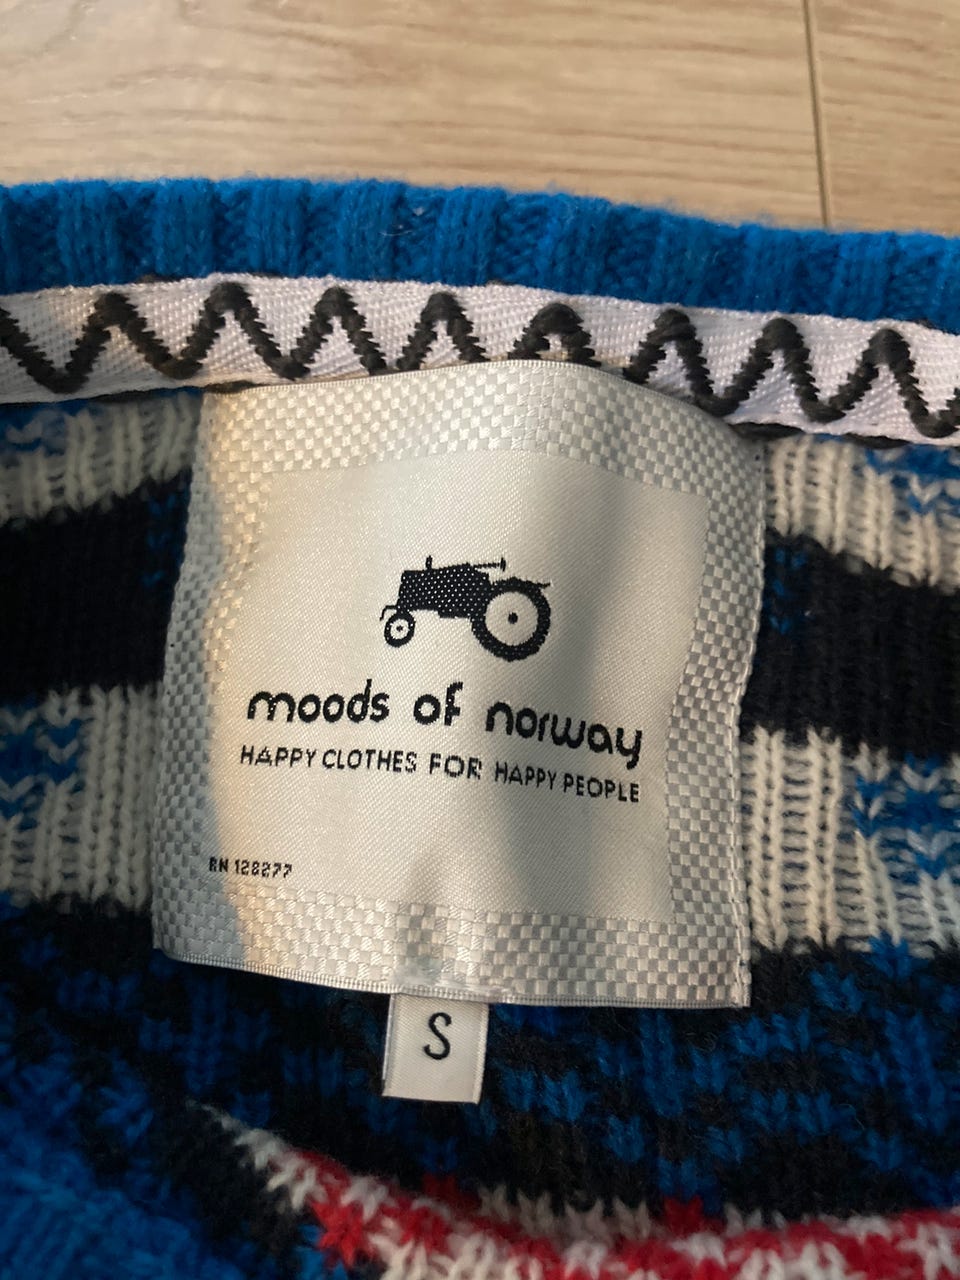 moods of norway
HAPPY CLOTHES FOR HAPPY PEOPLE
RN 128277
S